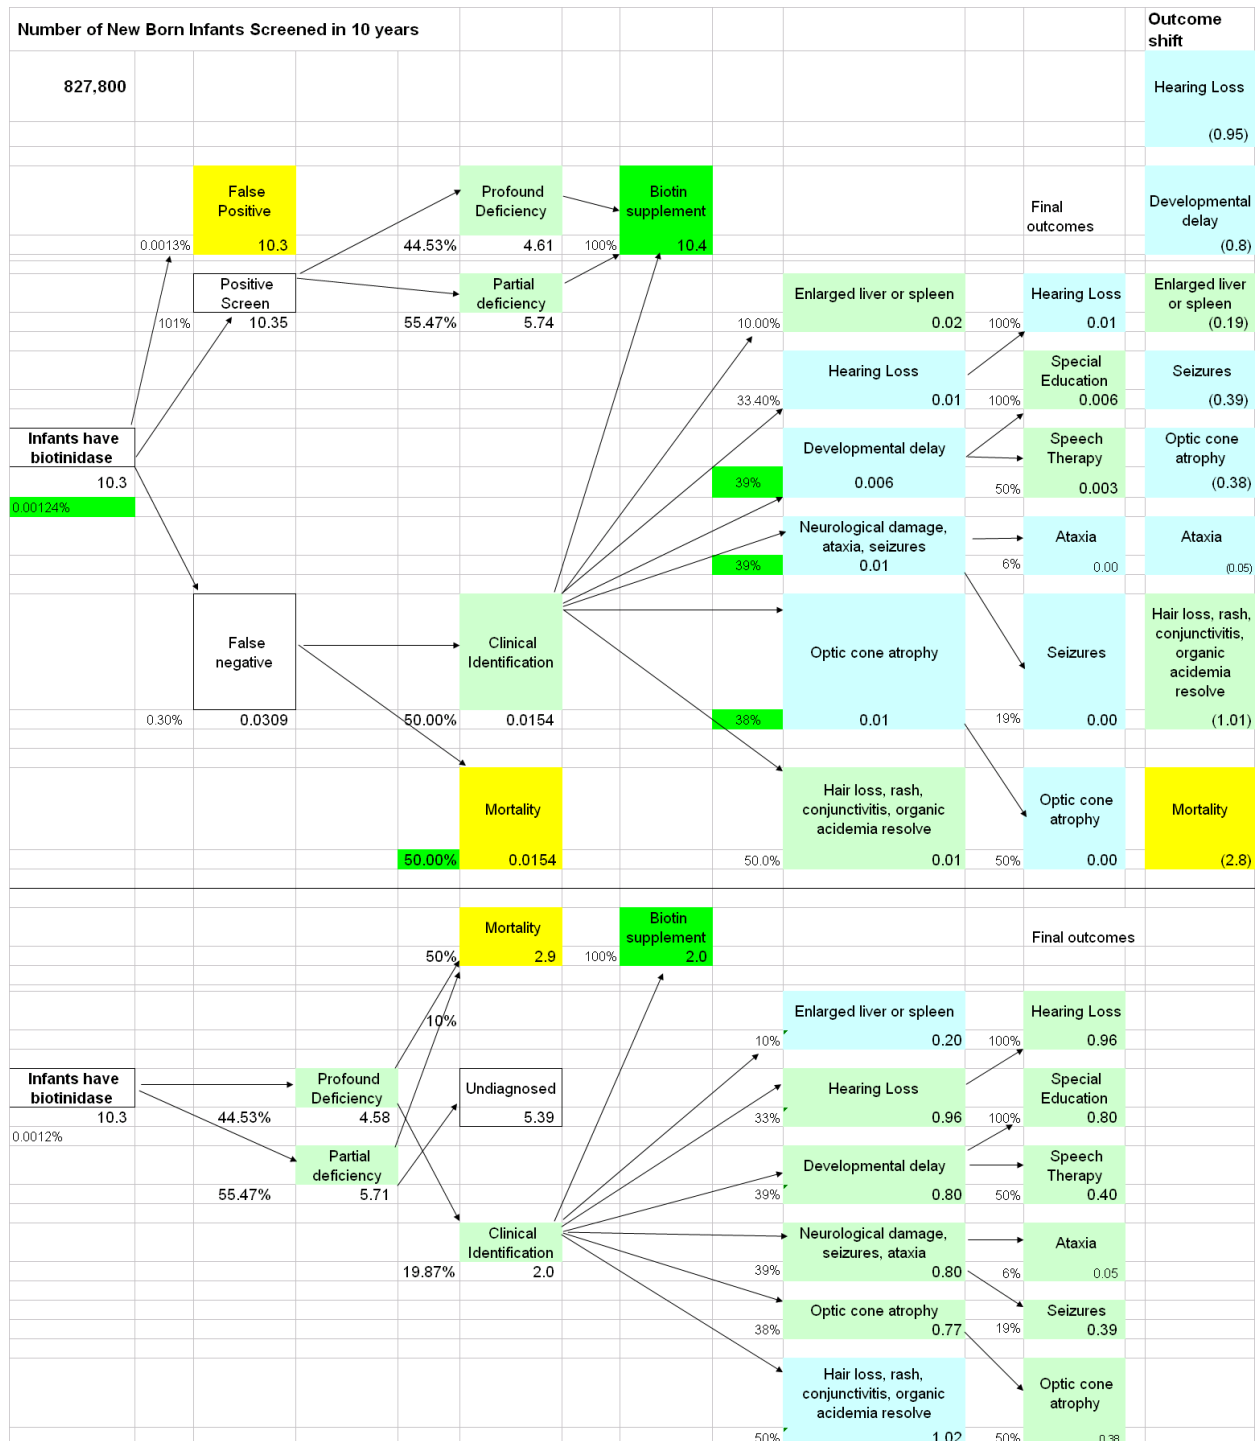 Number of New Born Infants Screened in 10 years
Outcome
shift
827,800
Hearing Loss
(0.95)
False
Positive
0.0013%
10.3
Profound
Deficiency
44.53%
4.61
100%
Biotin
supplement
10.4
Final
outcomes
Developmental
delay
(0.8)
Positive
Screen
101%
10.35
Partial
deficiency
55.47%
5.74
Enlarged liver or spleen
10.00%
0.02
Hearing Loss
100%
0.01
Enlarged liver
or spleen
(0.19)
Hearing Loss
33.40%
0.01
Special
Education
100%
0.006
Seizures
(0.39)
Infants have
biotinidase
10.3
0.00124%
Developmental delay
39%
0.006
Speech
Therapy
50%
0.003
Optic cone
atrophy
(0.38)
Neurological damage,
ataxia, seizures
39%
0.01
Ataxia
6%
0.00
Ataxia
(0.05)
False
negative
0.30%
0.0309
Clinical
Identification
50.00%
0.0154
Optic cone atrophy
38%
0.01
Seizures
19%
0.00
Hair loss, rash,
conjunctivitis,
organic
acidemia
resolve
(1.01)
Mortality
50.00%
0.0154
Hair loss, rash,
conjunctivitis, organic
acidemia resolve
50.0%
0.01
Optic cone
atrophy
50%
0.00
Mortality
(2.8)
Mortality
50%
2.9
100%
Biotin
supplement
2.0
Final outcomes
10%
Enlarged liver or spleen
10%
0.20
Hearing Loss
100%
0.96
Infants have
biotinidase
10.3
0.0012%
Profound
Deficiency
44.53%
4.58
Undiagnosed
5.39
Hearing Loss
33%
0.96
Special
Education
100%
0.80
Partial
deficiency
55.47%
5.71
Developmental delay
39%
0.80
Speech
Therapy
50%
0.40
Clinical
Identification
19.87%
2.0
Neurological damage,
seizures, ataxia
39%
0.80
Ataxia
6%
0.05
Optic cone atrophy
38%
0.77
Seizures
19%
0.39
Hair loss, rash,
conjunctivitis, organic
acidemia resolve
50%
1.02
Optic cone
atrophy
50%
0.38